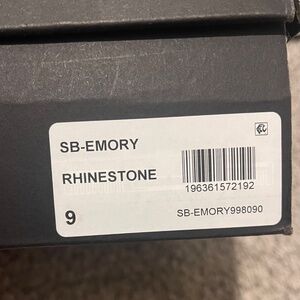 SB-EMORY
RHINESTONE
196361572192
9
SB-EMORY998090